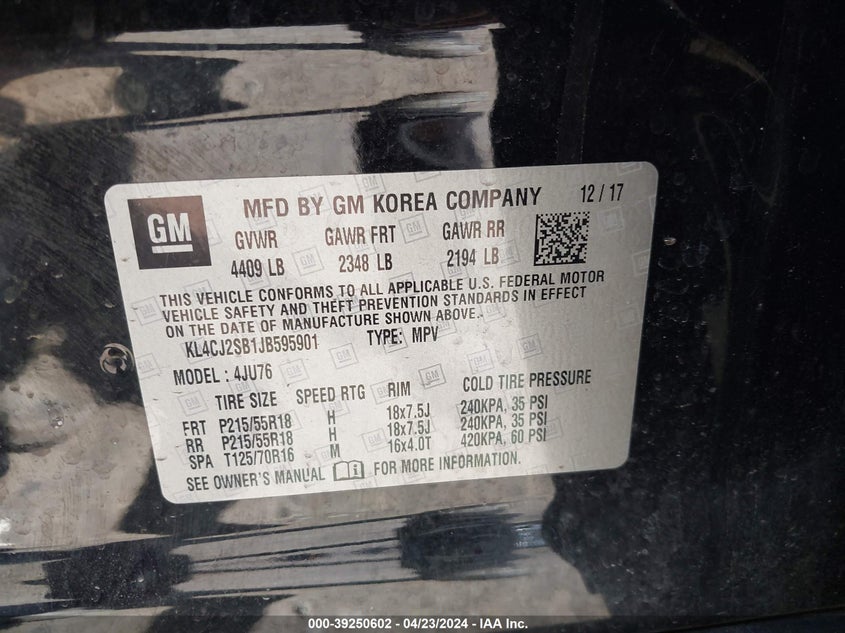 GM
MFD BY GM KOREA COMPANY 12 / 17
GVWR GAWR FRT GAWR RR
4409 LB 2348 LB 2194 LB
THIS VEHICLE CONFORMS TO ALL APPLICABLE U.S. FEDERAL MOTOR
VEHICLE SAFETY AND THEFT PREVENTION STANDARDS IN EFFECT
ON THE DATE OF MANUFACTURE SHOWN ABOVE.
KL4CJ2SB1JB595901 TYPE: MPV
MODEL: 4JU76
TIRE SIZE SPEED RTG RIM COLD TIRE PRESSURE
FRT P215/55R18 H 18x7.5J 240KPA, 35 PSI
RR P215/55R18 H 18x7.5J 240KPA, 35 PSI
SPA T125/70R16 M 16x4.0T 420KPA, 60 PSI
SEE OWNER'S MANUAL FOR MORE INFORMATION.
000-39250602 - 04/23/2024 - IAA Inc.